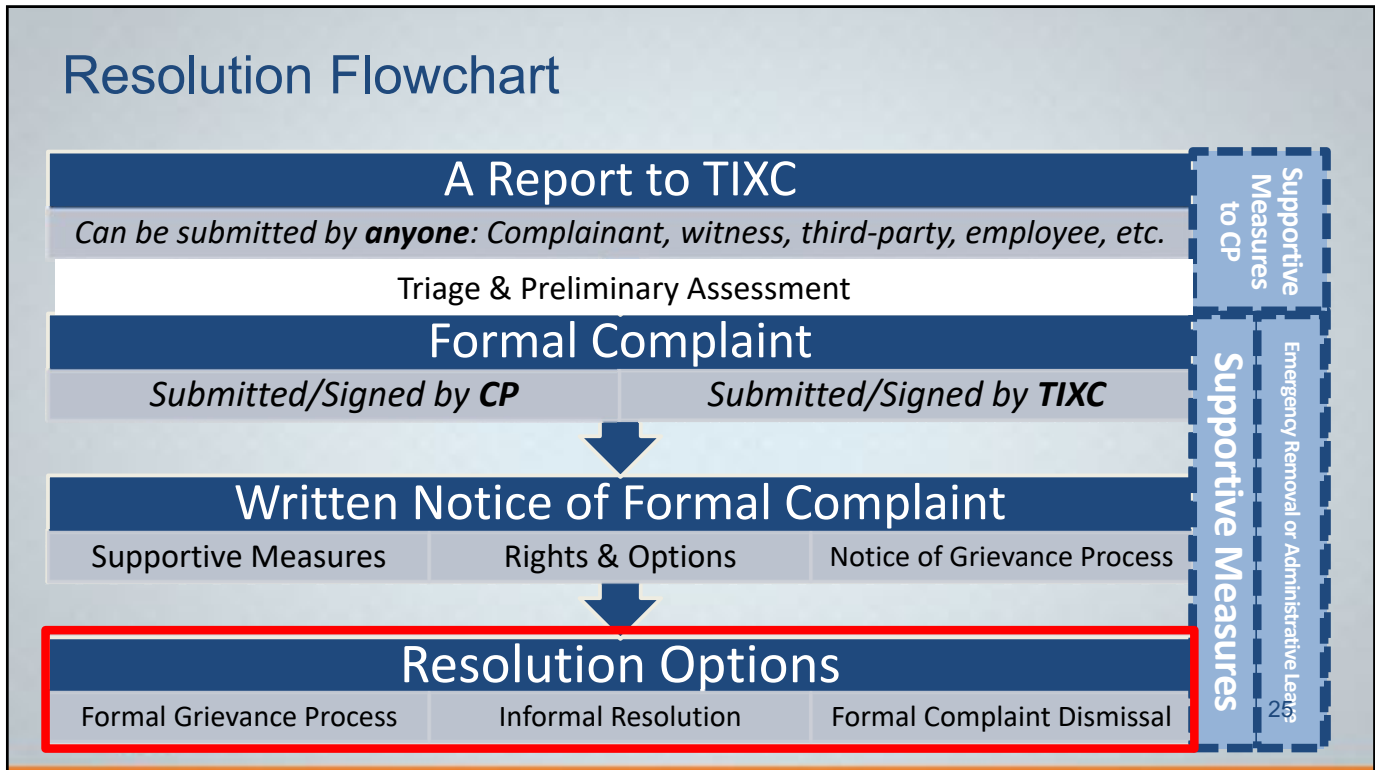 Resolution Flowchart
A Report to TIXC
Can be submitted by anyone: Complainant, witness, third-party, employee, etc.
Triage & Preliminary Assessment
Formal Complaint
Submitted/Signed by CP
Submitted/Signed by TIXC
Written Notice of Formal Complaint
Supportive Measures
Rights & Options
Notice of Grievance Process
Resolution Options
Formal Grievance Process
Informal Resolution
Formal Complaint Dismissal
Supportive
Measures
to CP
Supportive Measures
Emergency Removal or Administrative Leave
25